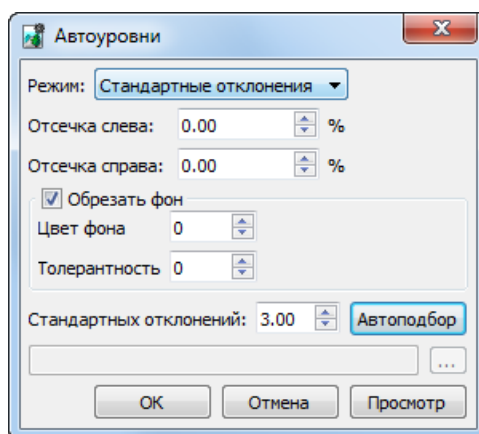 Автоуровни
Режим: Стандартные отклонения
Отсечка слева: 0.00 %
Отсечка справа: 0.00 %
Обрезать фон
Цвет фона 0
Толерантность 0
Стандартных отклонений: 3.00 Автоподбор
...
ОК Отмена Просмотр